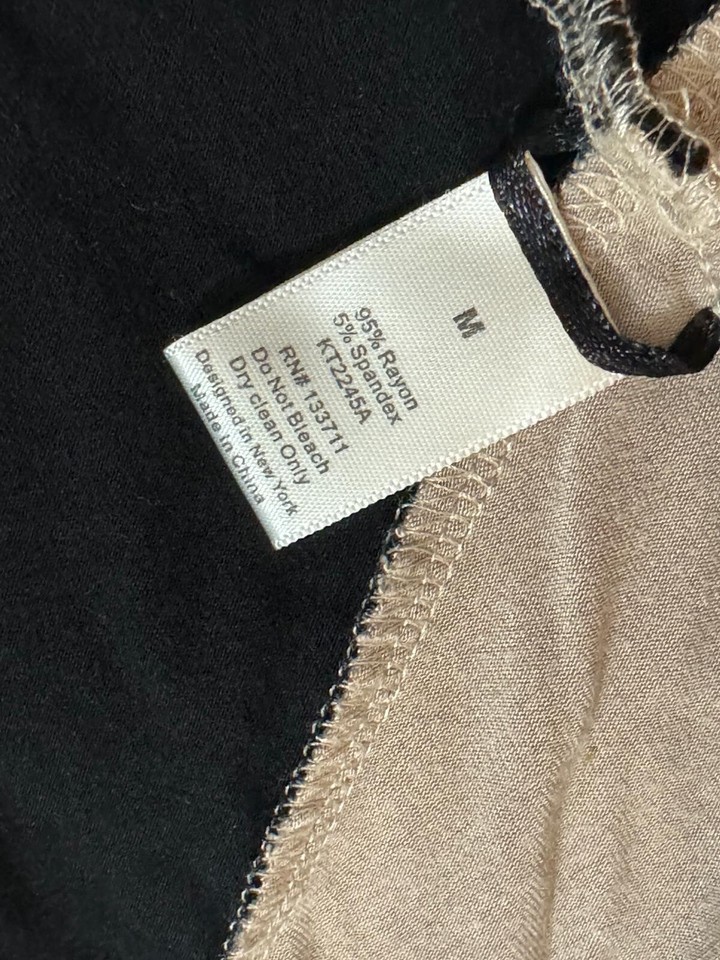 M
95% Rayon
5% Spandex
KT2245A
RN# 133711
Do Not Bleach
Dry clean Only
Designed in New York
Made In China